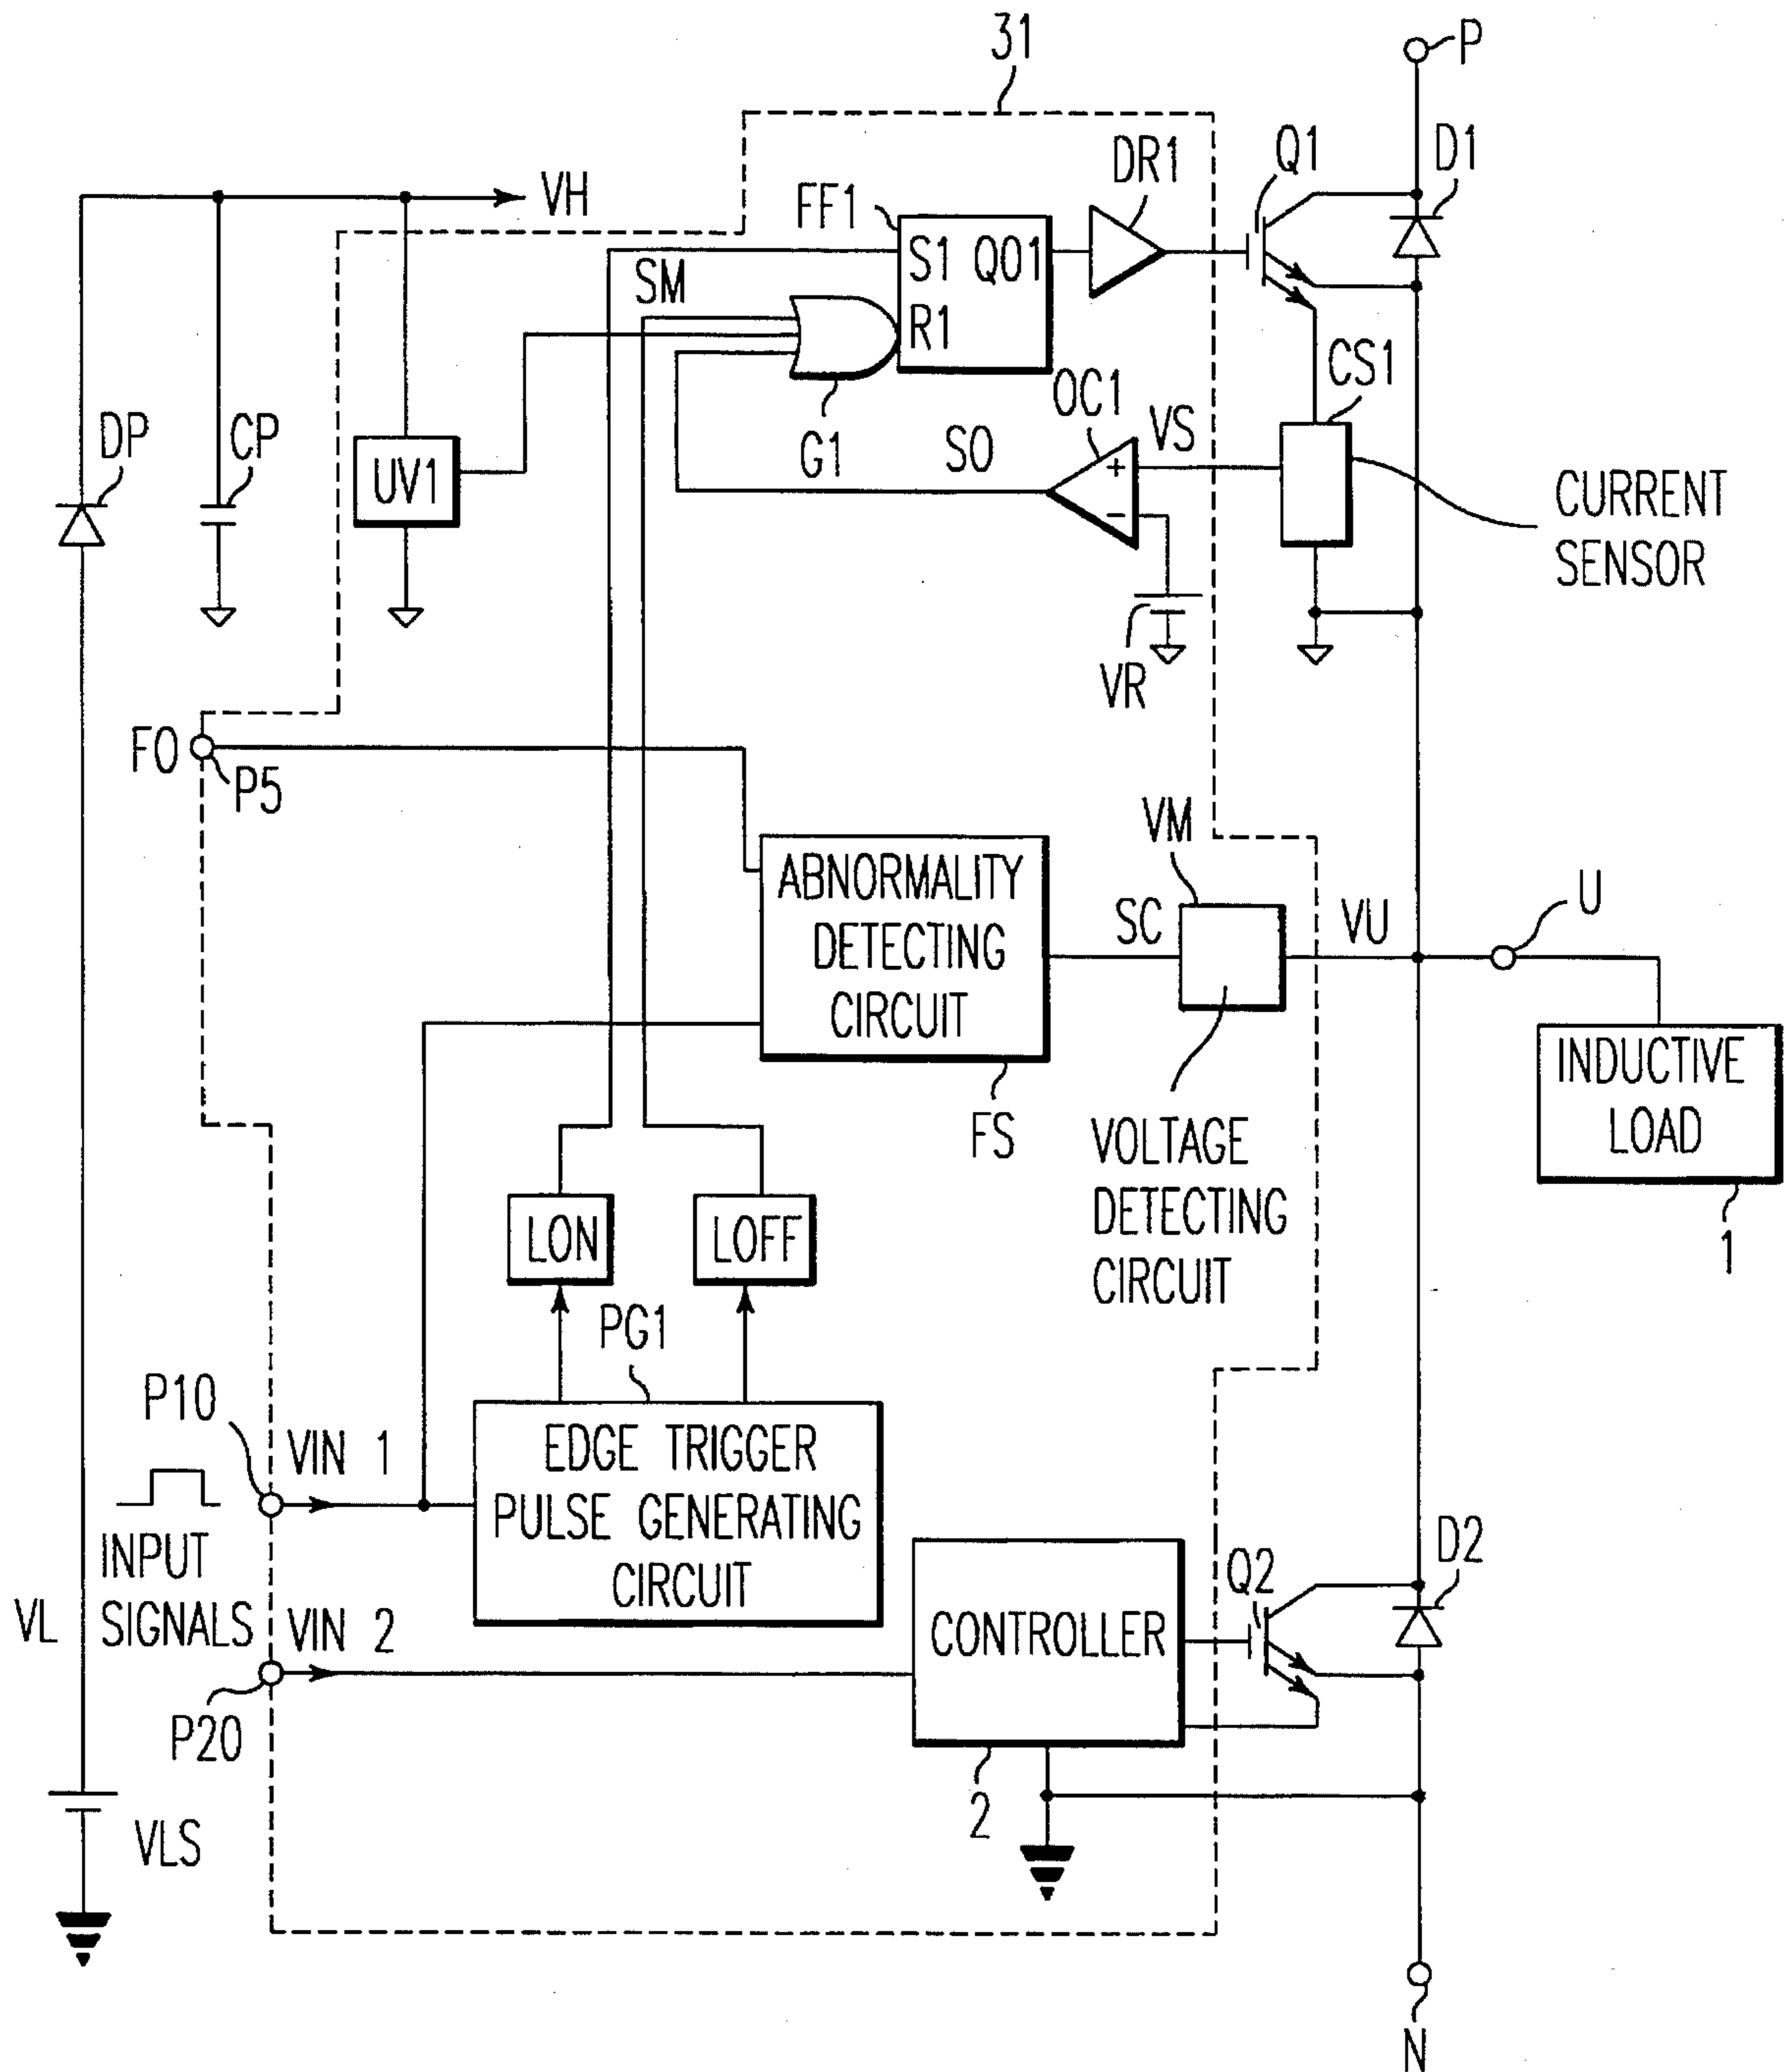 31
P
Q1
D1
DR1
VH
FF1
S1 QO1
SM
R1
CS1
OC1
VS
DP
CP
UV1
G1
SO
CURRENT
SENSOR
+
−
VR
FO
P5
VM
ABNORMALITY
DETECTING
CIRCUIT
SC
VU
U
FS
INDUCTIVE
LOAD
1
VOLTAGE
DETECTING
CIRCUIT
LON
LOFF
PG1
P10
VIN 1
EDGE TRIGGER
PULSE GENERATING
CIRCUIT
INPUT
SIGNALS
D2
Q2
VL
VIN 2
CONTROLLER
P20
2
VLS
N